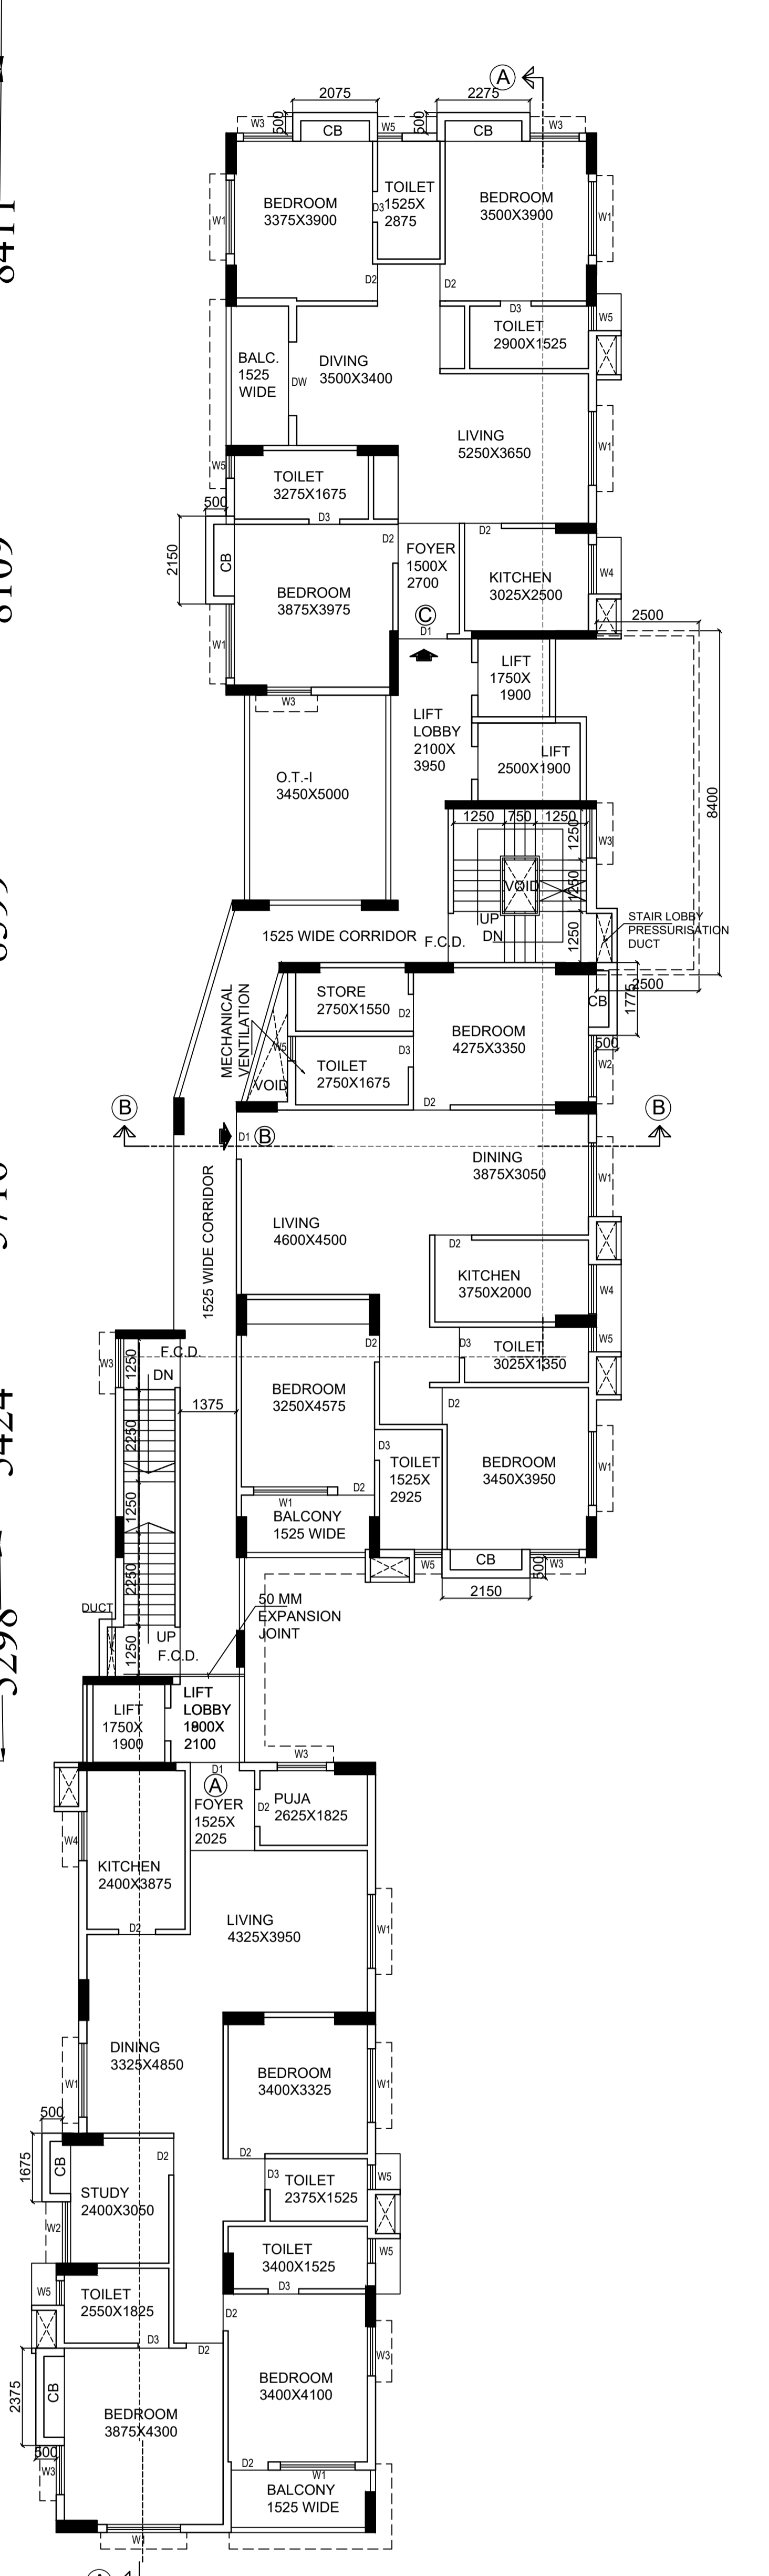 A
2075
2275
W3
500
CB
W5
500
CB
W3
BEDROOM
3375X3900
TOILET
D3
1525X
2875
BEDROOM
3500X3900
W1
W1
D2
D2
D3
TOILET
2900X1525
W5
BALC.
1525
WIDE
DW
DIVING
3500X3400
LIVING
5250X3650
W1
W5
TOILET
3275X1675
500
D3
D2
D2
2150
CB
FOYER
1500X
2700
KITCHEN
3025X2500
W4
BEDROOM
3875X3975
C
D1
2500
W1
W3
LIFT
1750X
1900
LIFT
LOBBY
2100X
3950
LIFT
2500X1900
O.T.-I
3450X5000
8400
1250
750
1250
1250
W3
VOID
1250
UP
DN
1250
STAIR LOBBY
PRESSURISATION
DUCT
1525 WIDE CORRIDOR
F.C.D.
2500
MECHANICAL
VENTILATION
STORE
2750X1550
D2
CB
1775
BEDROOM
4275X3350
W5
D3
500
TOILET
2750X1675
W2
VOID
D2
B
B
D1
B
DINING
3875X3050
W1
1525 WIDE CORRIDOR
LIVING
4600X4500
D2
KITCHEN
3750X2000
W4
F.C.D.
D2
D3
TOILET
3025X1350
W5
W3
1250
DN
BEDROOM
3250X4575
1375
D2
2250
D3
TOILET
1525X
2925
BEDROOM
3450X3950
W1
D2
W1
1250
BALCONY
1525 WIDE
W5
CB
500
W3
2250
2150
DUCT
50 MM
EXPANSION
JOINT
1250
UP
F.C.D.
LIFT
1750X
1900
LIFT
LOBBY
2100
W3
D1
A
FOYER
1525X
2025
D2
PUJA
2625X1825
W4
KITCHEN
2400X3875
LIVING
4325X3950
W1
D2
DINING
3325X4850
BEDROOM
3400X3325
W1
W1
500
D2
D2
1675
CB
D3
TOILET
2375X1525
W5
STUDY
2400X3050
W2
TOILET
3400X1525
W5
D3
W5
TOILET
2550X1825
D2
D3
D2
W3
2375
CB
BEDROOM
3400X4100
BEDROOM
3875X4300
500
W3
D2
W1
BALCONY
1525 WIDE
A